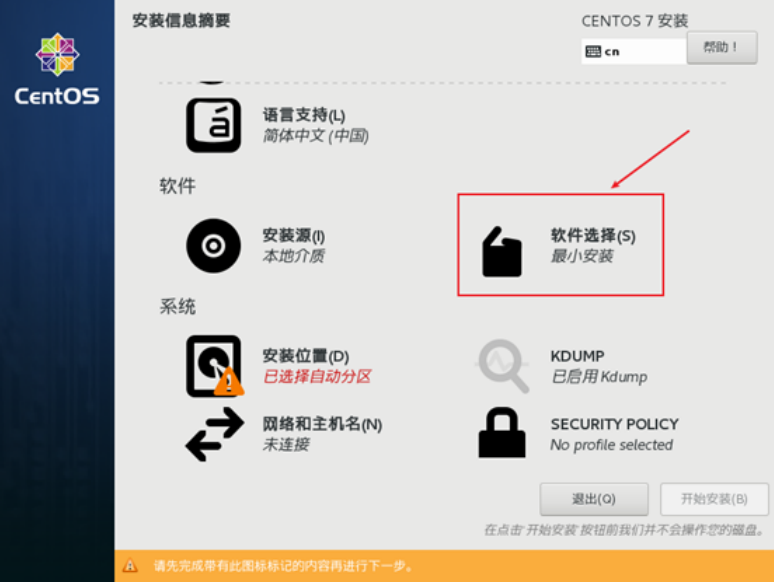 安装信息摘要
CENTOS 7 安装
cn
帮助！
CentOS
á
语言支持(L)
简体中文 (中国)
软件
安装源(I)
本地介质
软件选择(S)
最小安装
系统
安装位置(D)
已选择自动分区
KDUMP
已启用 Kdump
网络和主机名(N)
未连接
SECURITY POLICY
No profile selected
退出(Q)
开始安装(B)
在点击'开始安装'按钮前我们并不会操作您的磁盘。
请先完成带有此图标标记的内容再进行下一步。